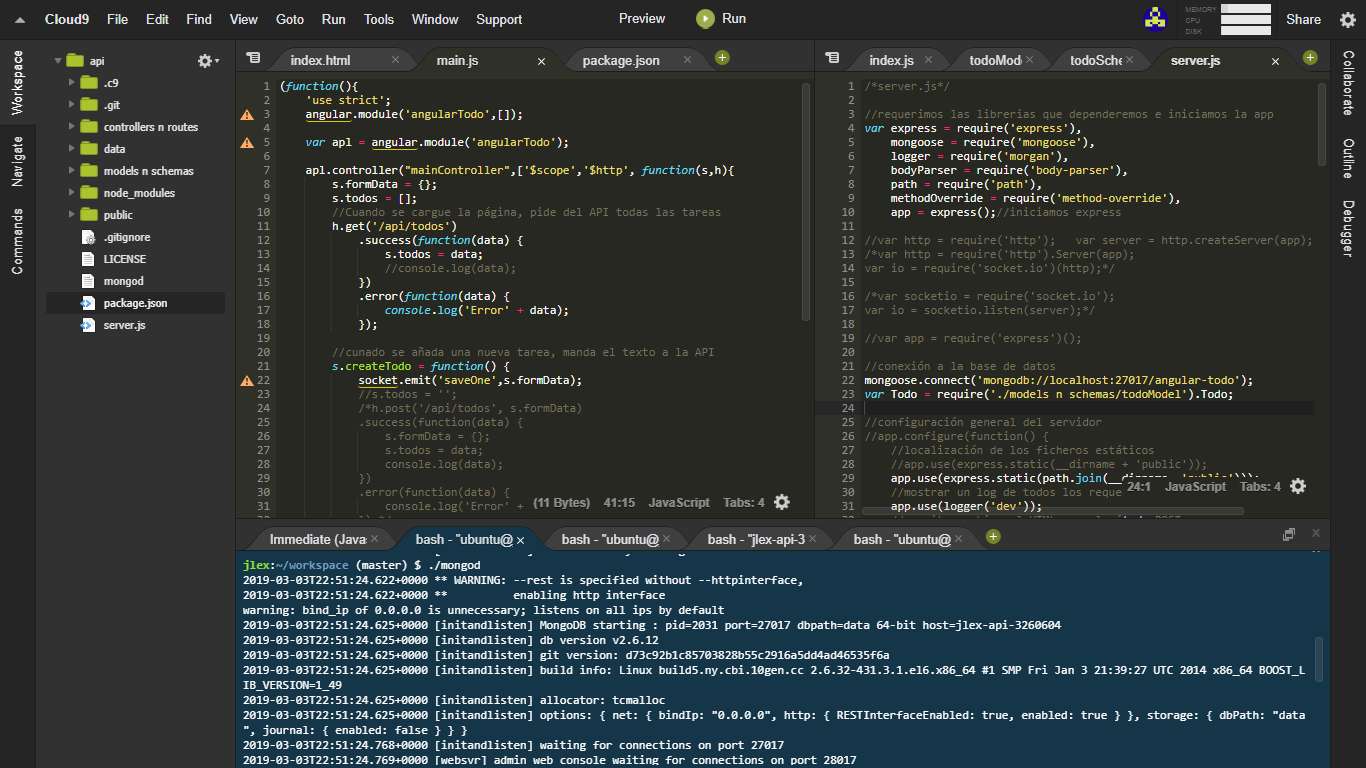 Cloud9 File Edit Find View Goto Run Tools Window Support Preview Run MEMORY CPU DISK Share
Workspace
Navigate
Commands
api
.c9
.git
controllers n routes
data
models n schemas
node_modules
public
.gitignore
LICENSE
mongod
package.json
server.js
index.html main.js package.json
1 (function(){
2 'use strict';
3 angular.module('angularTodo',[]);
4
5 var apl = angular.module('angularTodo');
6
7 apl.controller("mainController",['$scope','$http', function(s,h){
8 s.formData = {};
9 s.todos = [];
10 //Cuando se cargue la página, pide del API todas las tareas
11 h.get('/api/todos')
12 .success(function(data) {
13 s.todos = data;
14 //console.log(data);
15 })
16 .error(function(data) {
17 console.log('Error' + data);
18 });
19
20 //cunado se añada una nueva tarea, manda el texto a la API
21 s.createTodo = function() {
22 socket.emit('saveOne',s.formData);
23 //s.todos = '';
24 /*h.post('/api/todos', s.formData)
25 .success(function(data) {
26 s.formData = {};
27 s.todos = data;
28 console.log(data);
29 })
30 .error(function(data) {
31 console.log('Error' +
(11 Bytes) 41:15 JavaScript Tabs: 4
index.js todoMod todoSche server.js
1 /*server.js*/
2
3 //requerimos las librerias que dependeremos e iniciamos la app
4 var express = require('express'),
5 mongoose = require('mongoose'),
6 logger = require('morgan'),
7 bodyParser = require('body-parser'),
8 path = require('path'),
9 methodOverride = require('method-override'),
10 app = express();//iniciamos express
11
12 //var http = require('http'); var server = http.createServer(app);
13 /*var http = require('http').Server(app);
14 var io = require('socket.io')(http);*/
15
16 /*var socketio = require('socket.io');
17 var io = socketio.listen(server);*/
18
19 //var app = require('express')();
20
21 //conexión a la base de datos
22 mongoose.connect('mongodb://localhost:27017/angular-todo');
23 var Todo = require('./models n schemas/todoModel').Todo;
24
25 //configuración general del servidor
26 //app.configure(function() {
27 //localización de los ficheros estáticos
28 //app.use(express.static(__dirname + 'public'));
29 app.use(express.static(path.join(__dirname, 'public')));
30 //mostrar un log de todos los reque
31 app.use(logger('dev'));
24:1 JavaScript Tabs: 4
Collaborate
Outline
Debugger
Immediate (Javas bash - "ubuntu@ bash - "ubuntu@ bash - "jlex-api-3 bash - "ubuntu@
jlex:~/workspace (master) $ ./mongod
2019-03-03T22:51:24.622+0000 ** WARNING: --rest is specified without --httpinterface,
2019-03-03T22:51:24.622+0000 ** enabling http interface
warning: bind_ip of 0.0.0.0 is unnecessary; listens on all ips by default
2019-03-03T22:51:24.625+0000 [initandlisten] MongoDB starting : pid=2031 port=27017 dbpath=data 64-bit host=jlex-api-3260604
2019-03-03T22:51:24.625+0000 [initandlisten] db version v2.6.12
2019-03-03T22:51:24.625+0000 [initandlisten] git version: d73c92b1c85703828b55c2916a5dd4ad46535f6a
2019-03-03T22:51:24.625+0000 [initandlisten] build info: Linux build5.ny.cbi.10gen.cc 2.6.32-431.3.1.el6.x86_64 #1 SMP Fri Jan 3 21:39:27 UTC 2014 x86_64 BOOST_L
IB_VERSION=1_49
2019-03-03T22:51:24.625+0000 [initandlisten] allocator: tcmalloc
2019-03-03T22:51:24.625+0000 [initandlisten] options: { net: { bindIp: "0.0.0.0", http: { RESTInterfaceEnabled: true, enabled: true } }, storage: { dbPath: "data
", journal: { enabled: false } } }
2019-03-03T22:51:24.768+0000 [initandlisten] waiting for connections on port 27017
2019-03-03T22:51:24.769+0000 [websvr] admin web console waiting for connections on port 28017